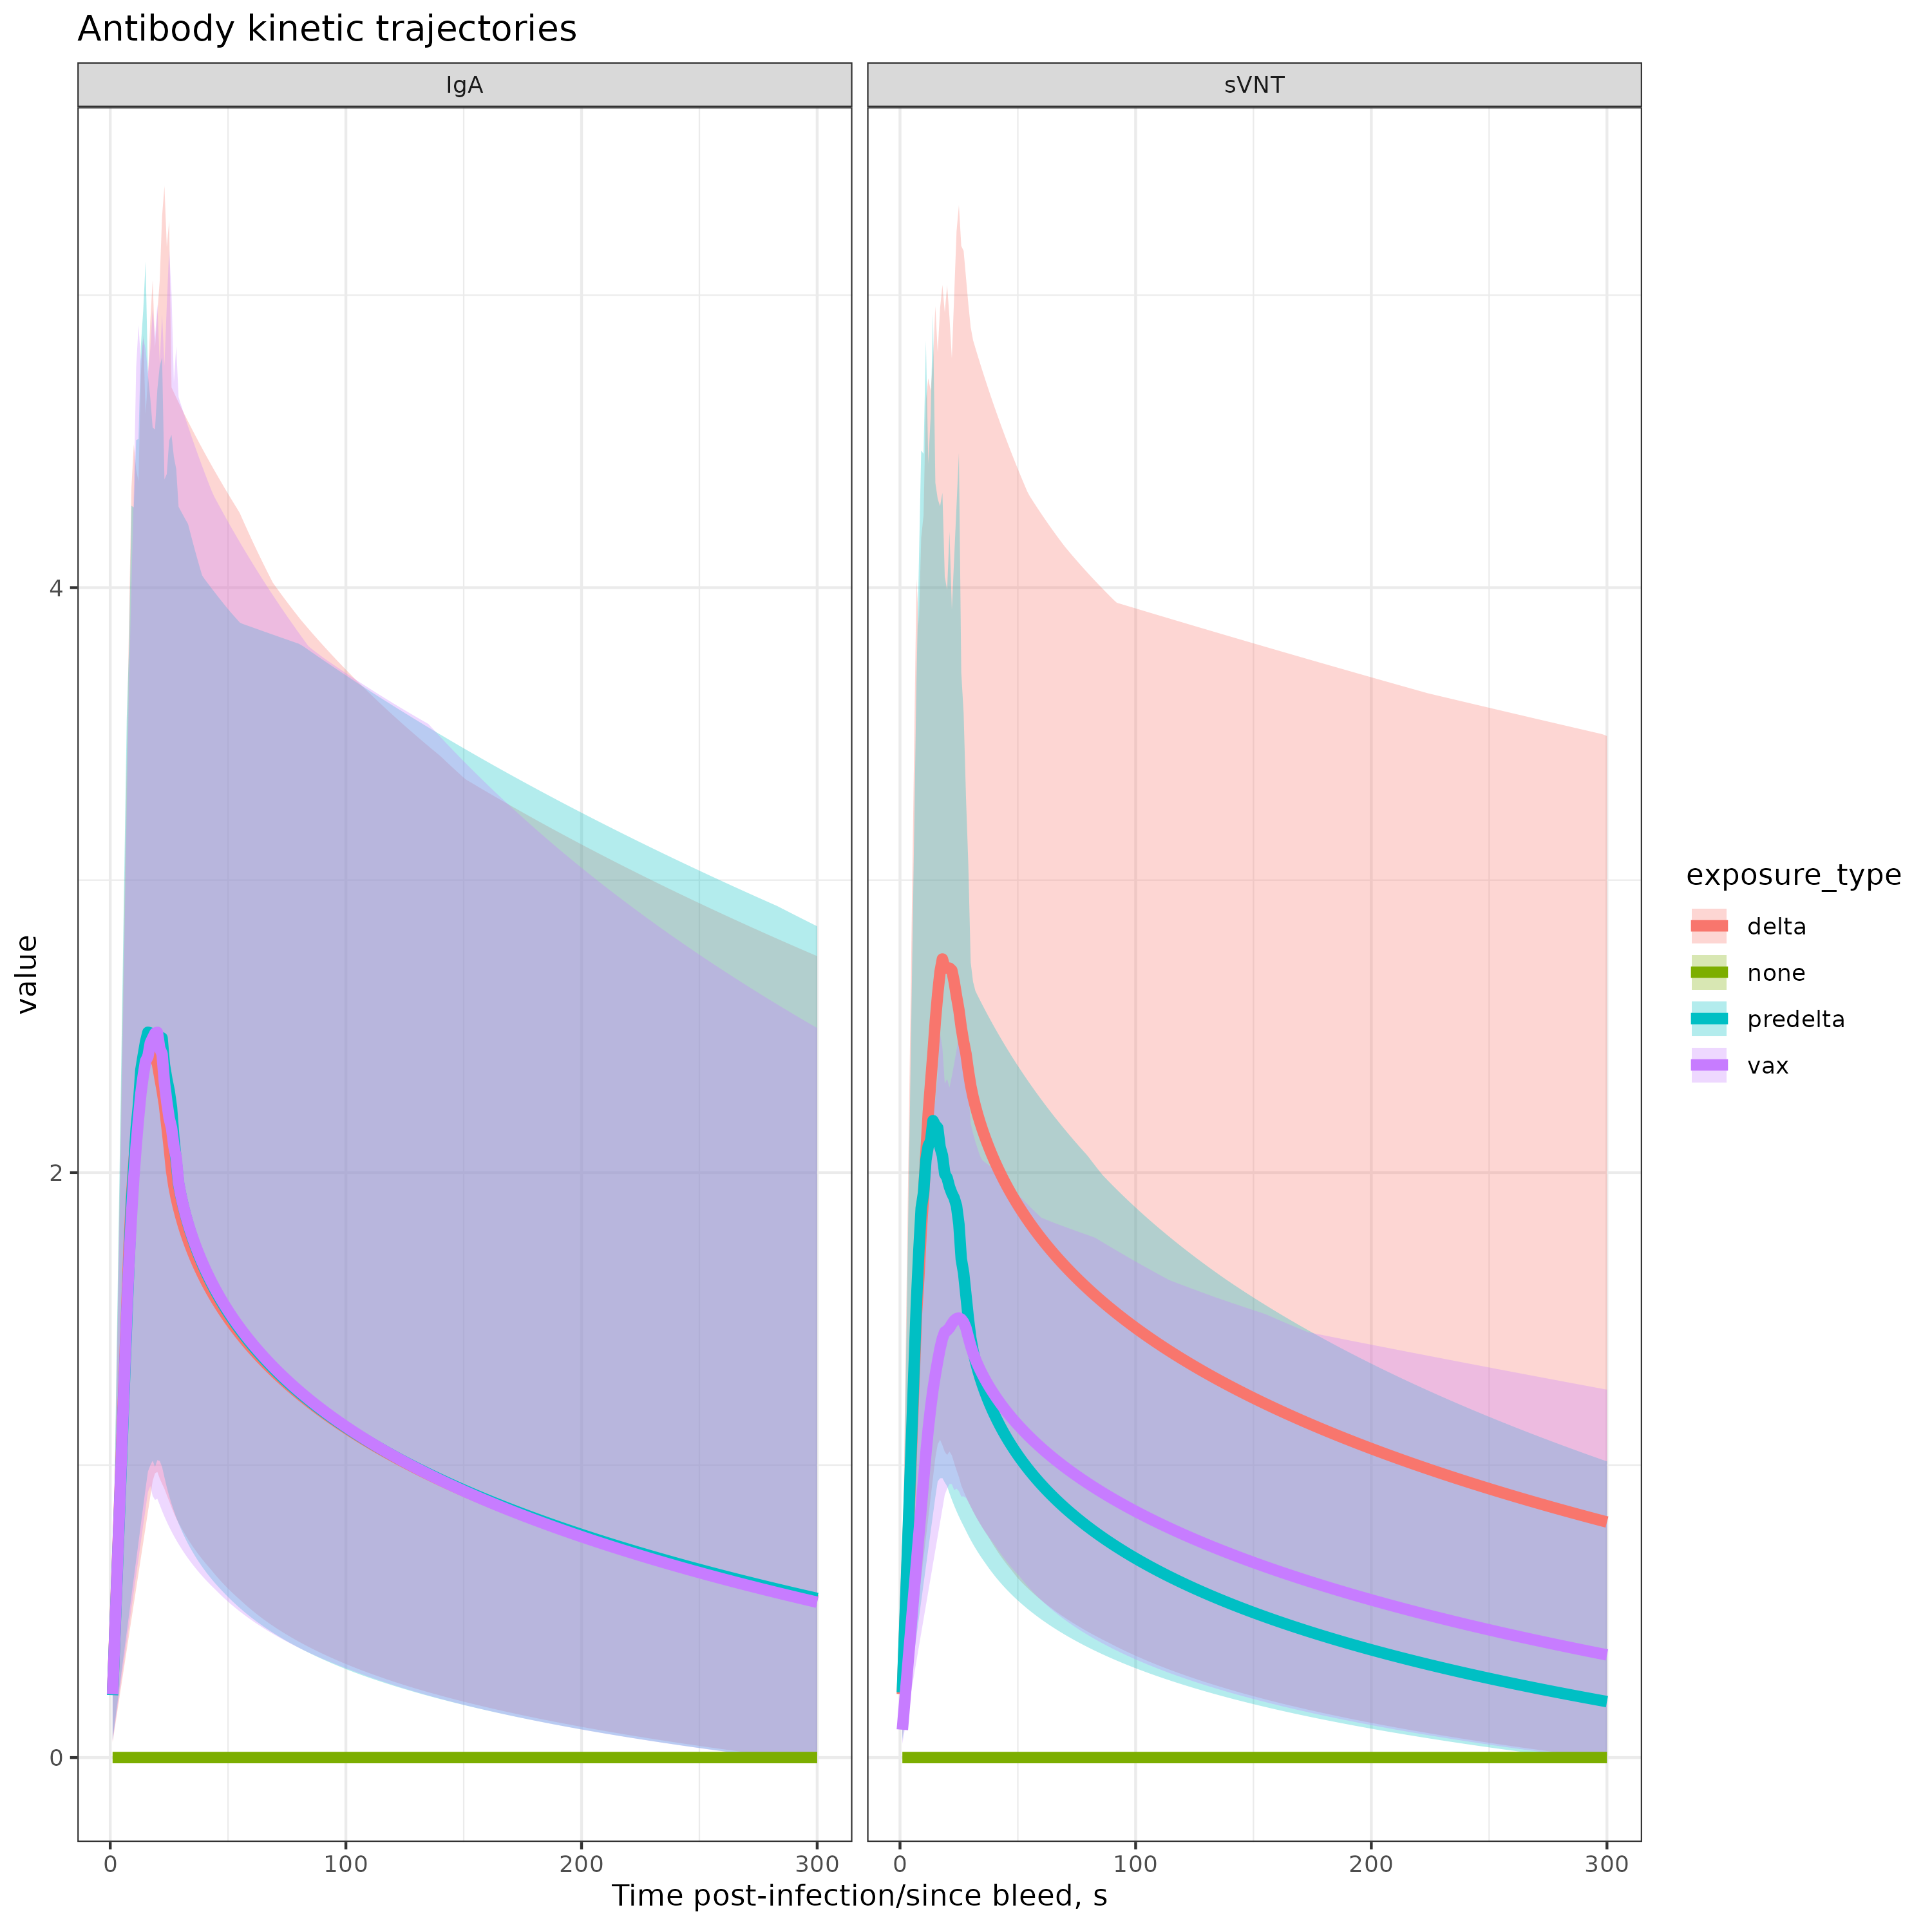 Antibody kinetic trajectories
IgA
sVNT
4
2
0
value
0
100
200
300
0
100
200
300
Time post-infection/since bleed, s
exposure_type
delta
none
predelta
vax